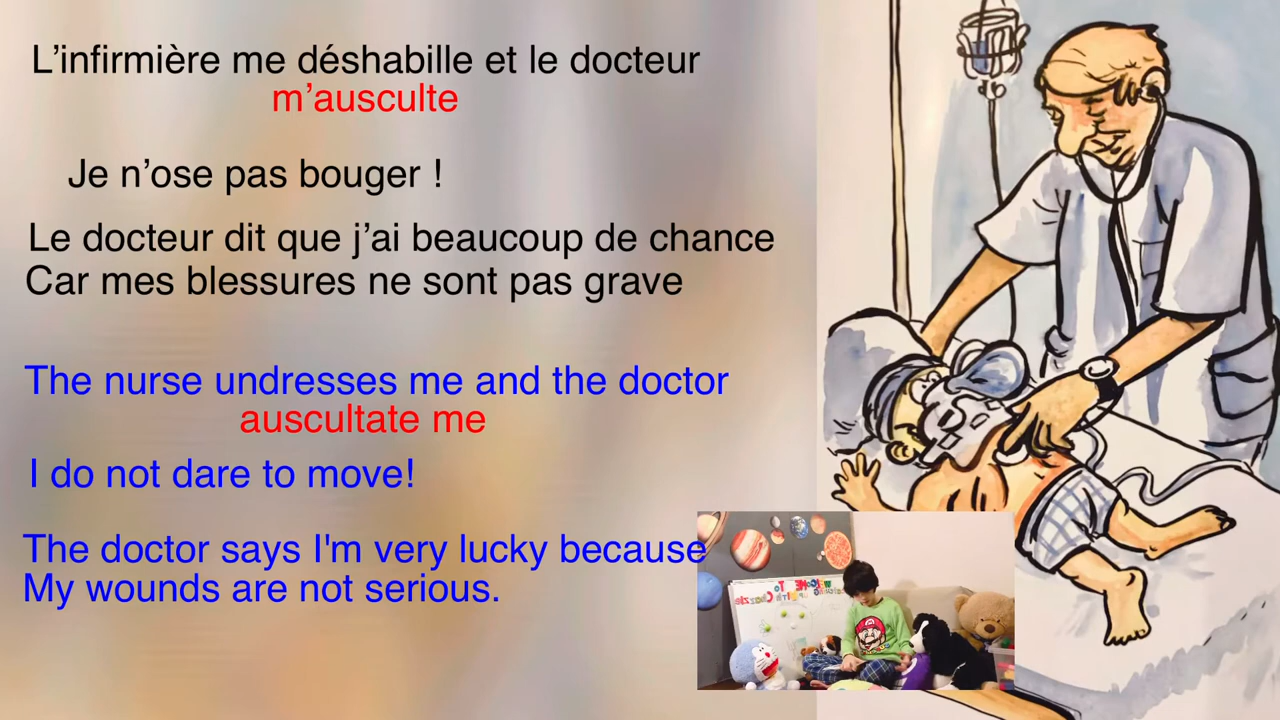 L’infirmière me déshabille et le docteur
m’ausculte
Je n’ose pas bouger !
Le docteur dit que j’ai beaucoup de chance
Car mes blessures ne sont pas grave
The nurse undresses me and the doctor
auscultate me
I do not dare to move!
The doctor says I'm very lucky because
My wounds are not serious.